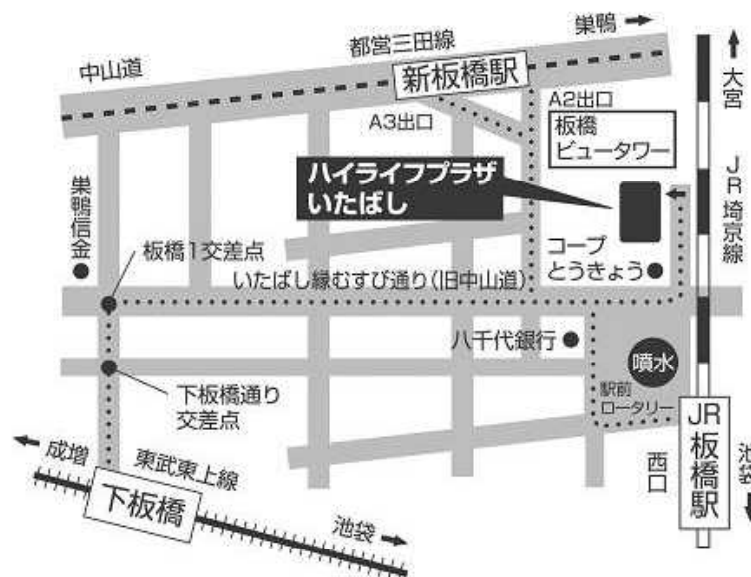 巣鴨
都営三田線
中山道
新板橋駅
大宮
A2出口
A3出口
板橋
ビュータワー
ハイライフプラザ
いたばし
JR埼京線
巣鴨信金
板橋1交差点
コープ
とうきょう
いたばし縁むすび通り(旧中山道)
八千代銀行
噴水
下板橋通り
交差点
駅前
ロータリー
JR
板橋駅
西口
池袋
成増
東武東上線
下板橋
池袋